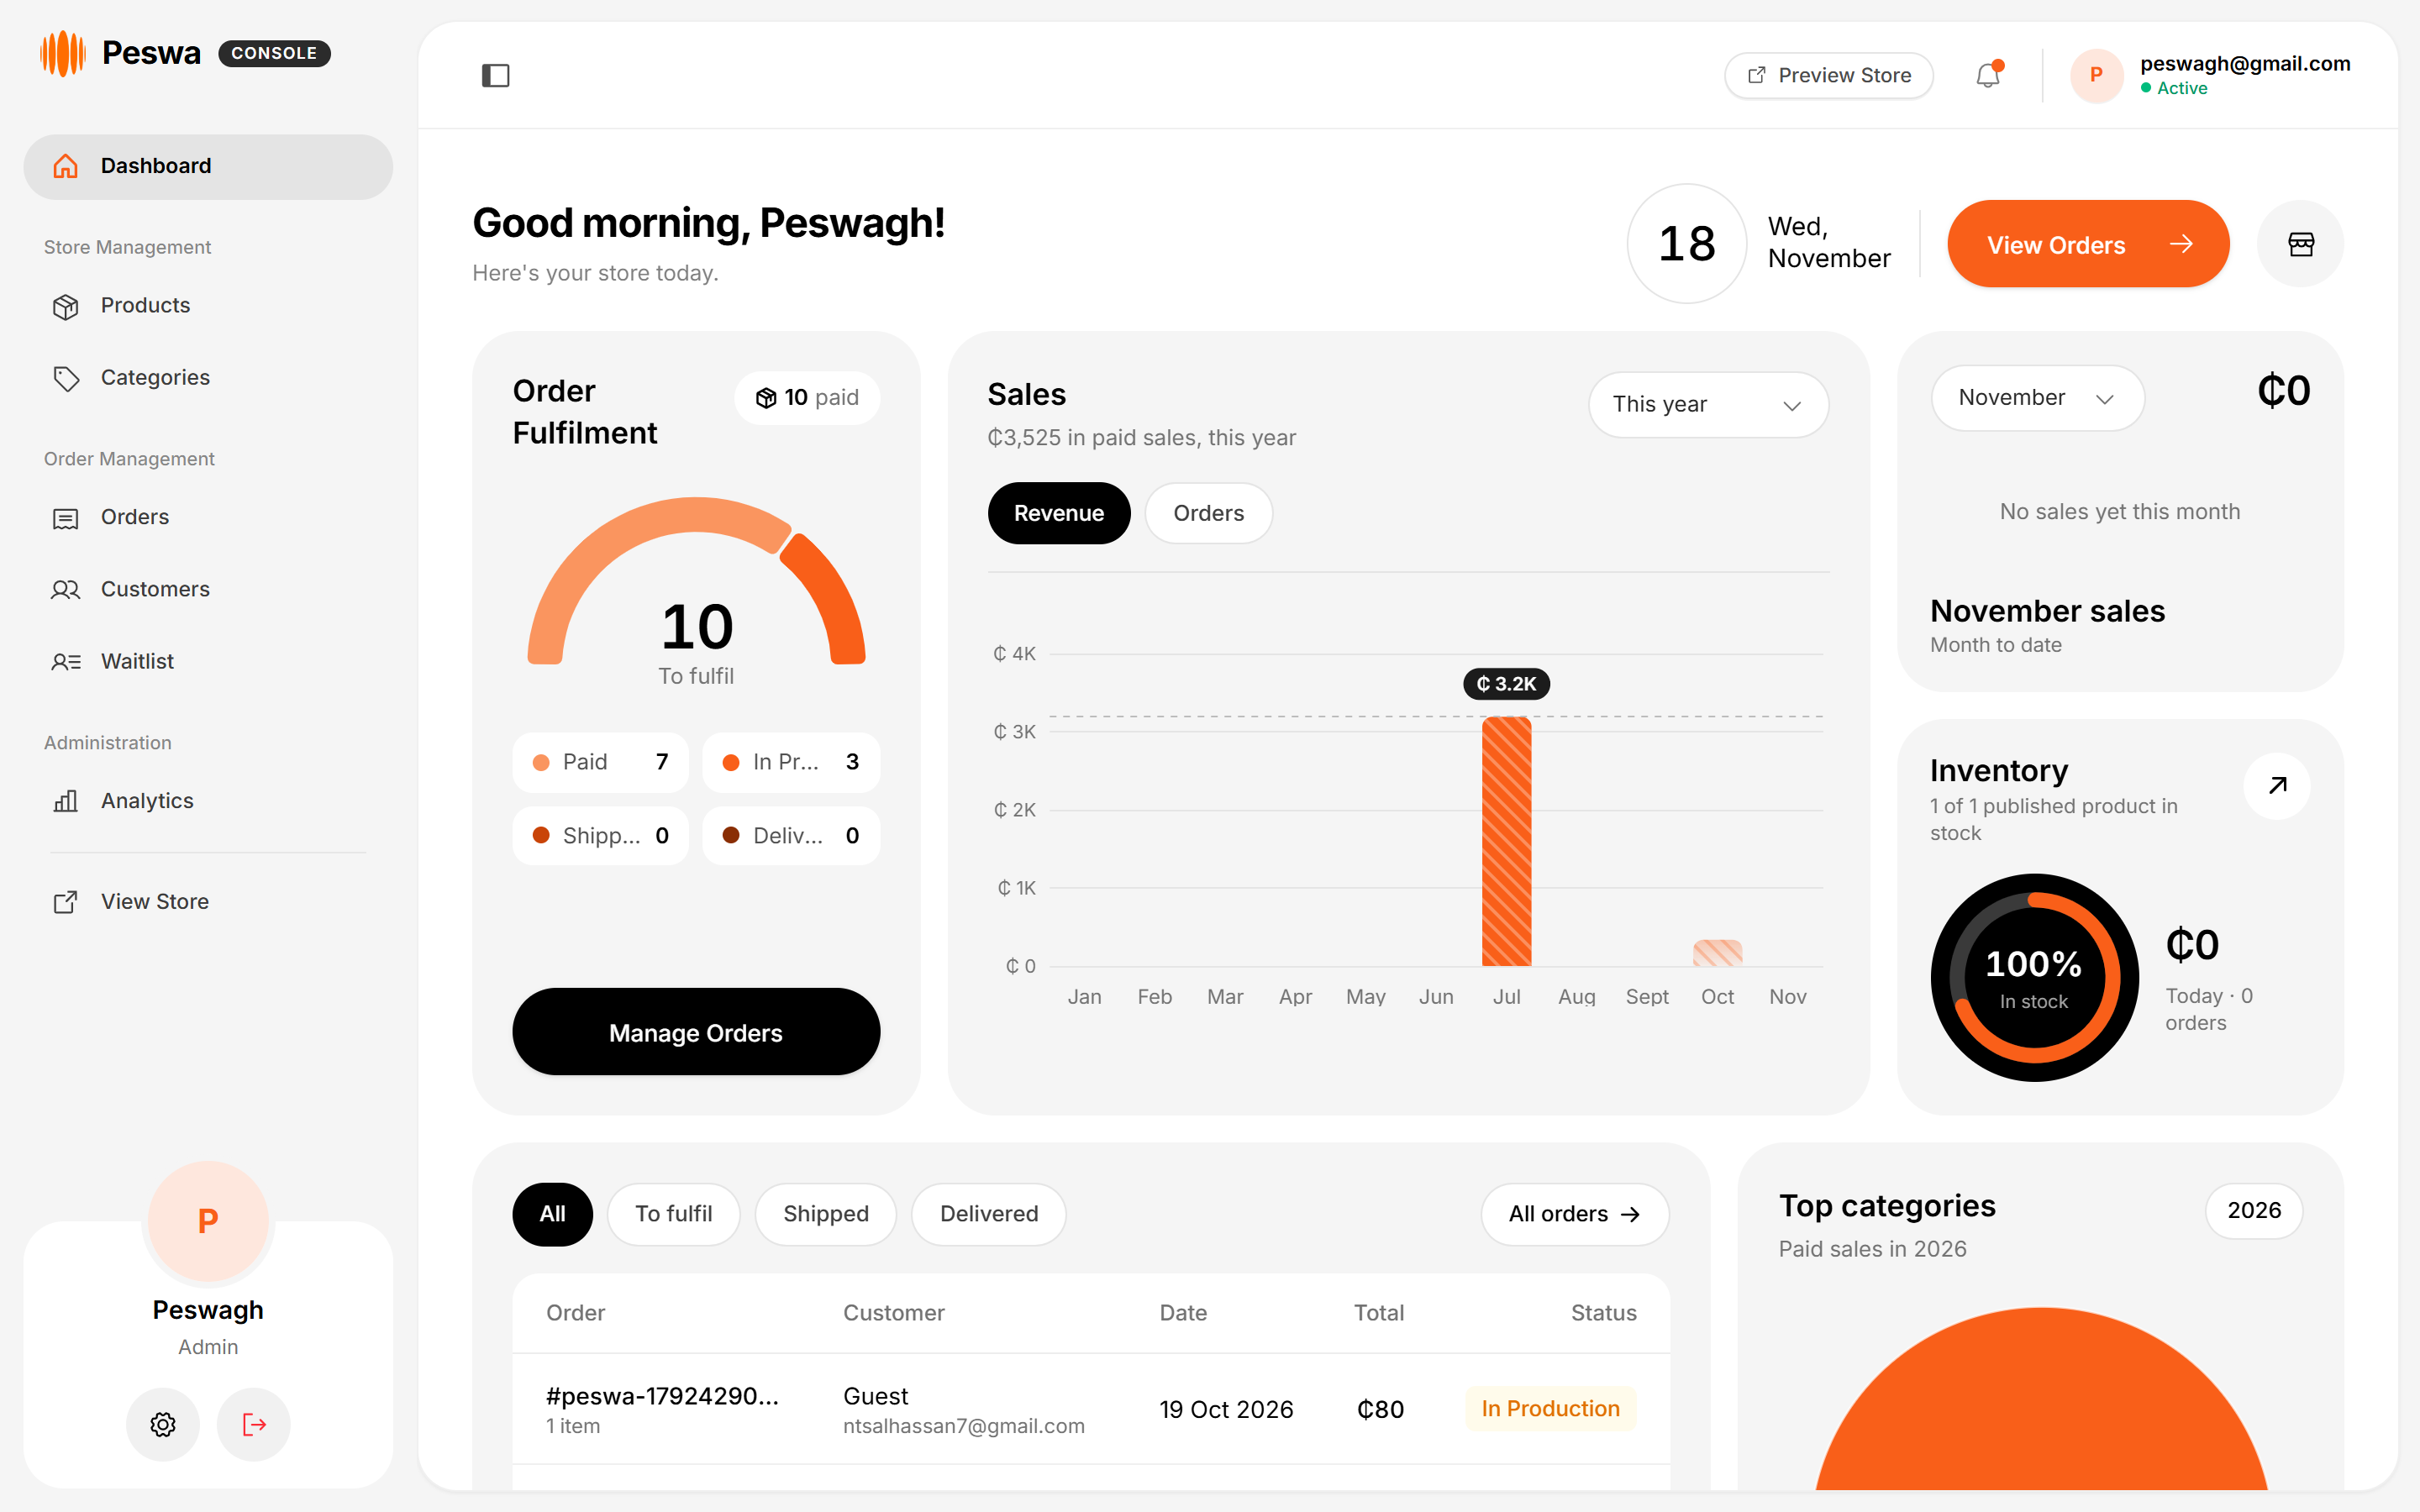 Peswa CONSOLE
Dashboard
Store Management
Products
Categories
Order Management
Orders
Customers
Waitlist
Administration
Analytics
View Store
P
Peswagh
Admin
Preview Store
P
peswagh@gmail.com
Active
Good morning, Peswagh!
Here's your store today.
18
Wed,
November
View Orders
Order
Fulfilment
10 paid
10
To fulfil
Paid 7
In Pr... 3
Shipp... 0
Deliv... 0
Manage Orders
Sales
₵3,525 in paid sales, this year
This year
Revenue
Orders
₵ 4K
₵ 3.2K
₵ 3K
₵ 2K
₵ 1K
₵ 0
Jan Feb Mar Apr May Jun Jul Aug Sept Oct Nov
November
₵0
No sales yet this month
November sales
Month to date
Inventory
1 of 1 published product in
stock
100%
In stock
₵0
Today · 0
orders
All
To fulfil
Shipped
Delivered
All orders
Order Customer Date Total Status
#peswa-17924290...
1 item
Guest
ntsalhassan7@gmail.com
19 Oct 2026
₵80
In Production
Top categories
Paid sales in 2026
2026